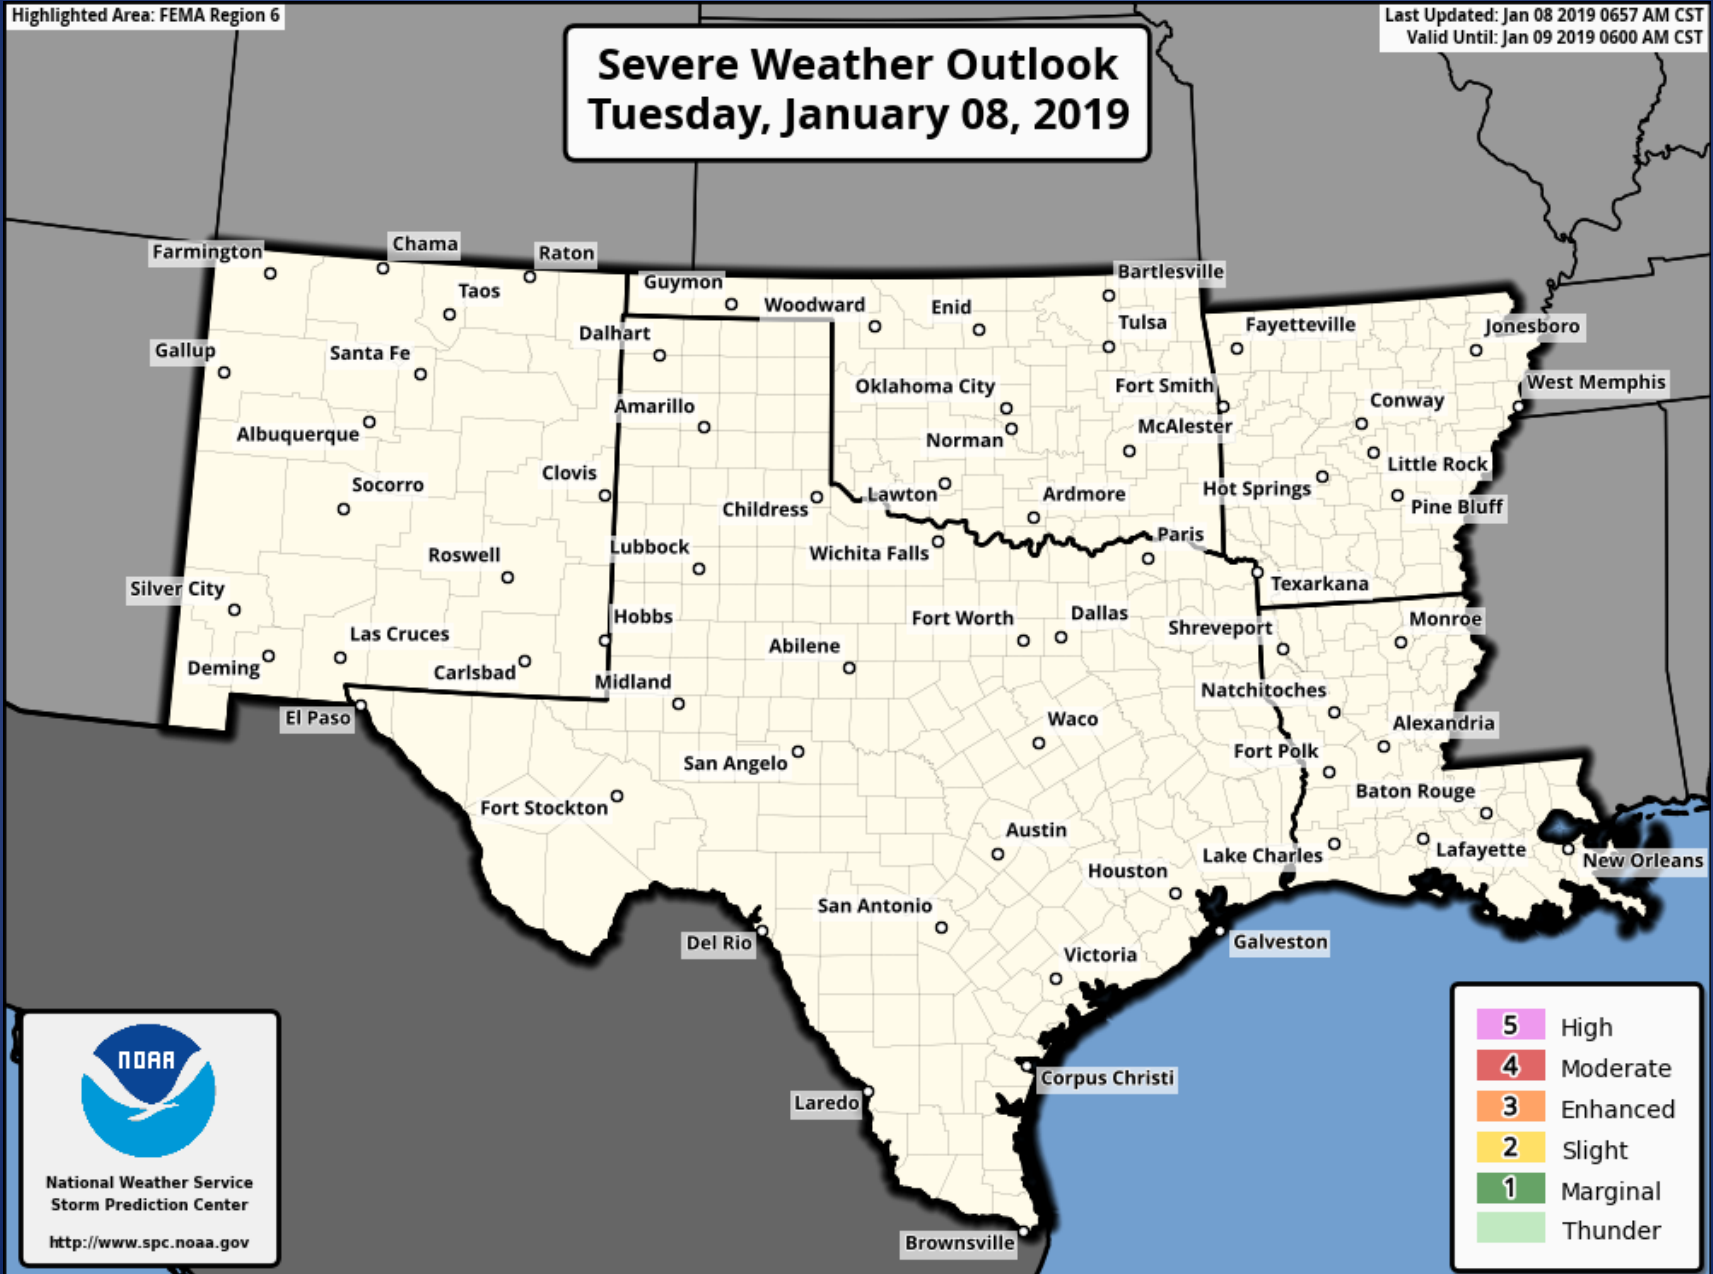 Highlighted Area: FEMA Region 6
Last Updated: Jan 08 2019 0657 AM CST
Valid Until: Jan 09 2019 0600 AM CST
Severe Weather Outlook
Tuesday, January 08, 2019
Farmington
Chama
Raton
Taos
Guymon
Woodward
Enid
Bartlesville
Tulsa
Fayetteville
Jonesboro
Gallup
Santa Fe
Dalhart
Oklahoma City
Fort Smith
West Memphis
Conway
Albuquerque
Amarillo
Norman
McAlester
Little Rock
Socorro
Clovis
Childress
Lawton
Ardmore
Hot Springs
Pine Bluff
Roswell
Lubbock
Wichita Falls
Paris
Texarkana
Silver City
Las Cruces
Hobbs
Fort Worth
Dallas
Shreveport
Monroe
Deming
Carlsbad
Midland
Abilene
Natchitoches
El Paso
Waco
Alexandria
San Angelo
Fort Polk
Fort Stockton
Baton Rouge
Austin
Lake Charles
Lafayette
New Orleans
Houston
San Antonio
Del Rio
Victoria
Galveston
Corpus Christi
Laredo
Brownsville
NOAA
National Weather Service
Storm Prediction Center
http://www.spc.noaa.gov
5 High
4 Moderate
3 Enhanced
2 Slight
1 Marginal
Thunder